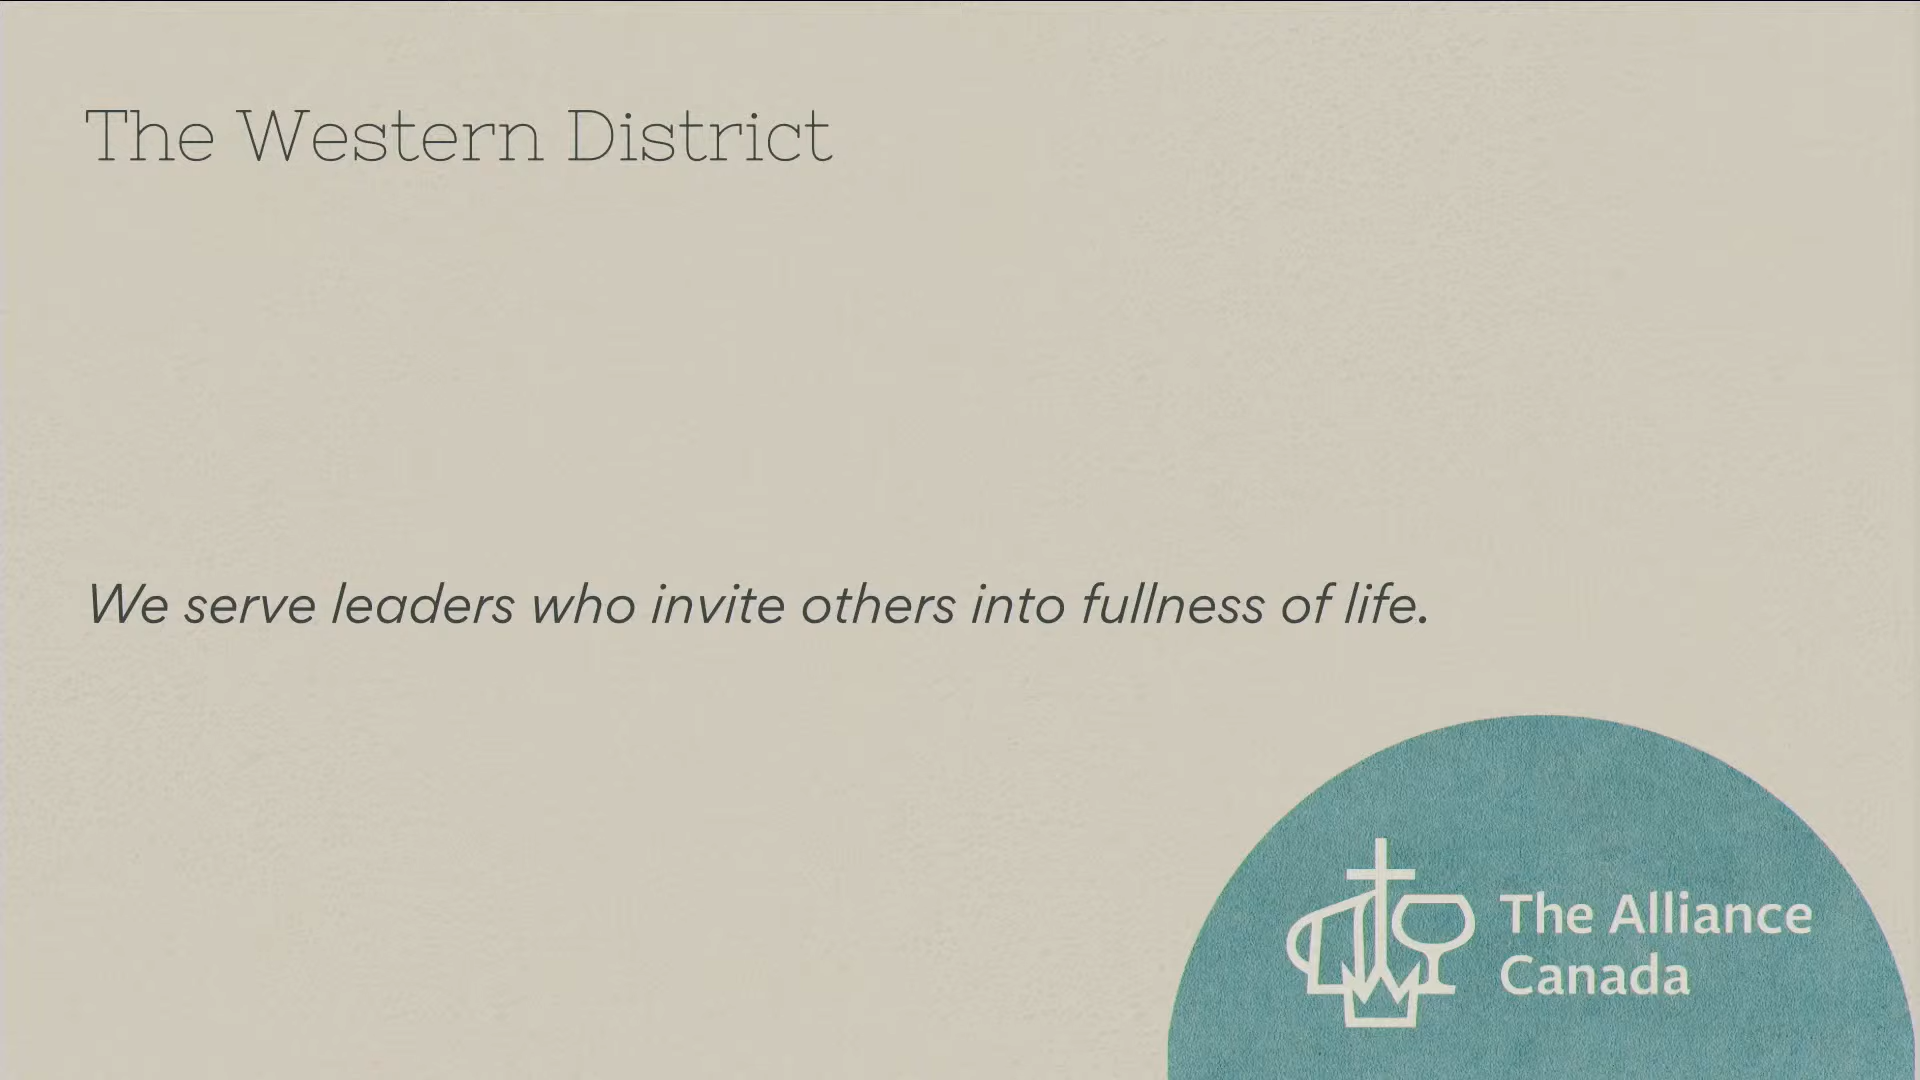 The Western District
We serve leaders who invite others into fullness of life.
The Alliance
Canada